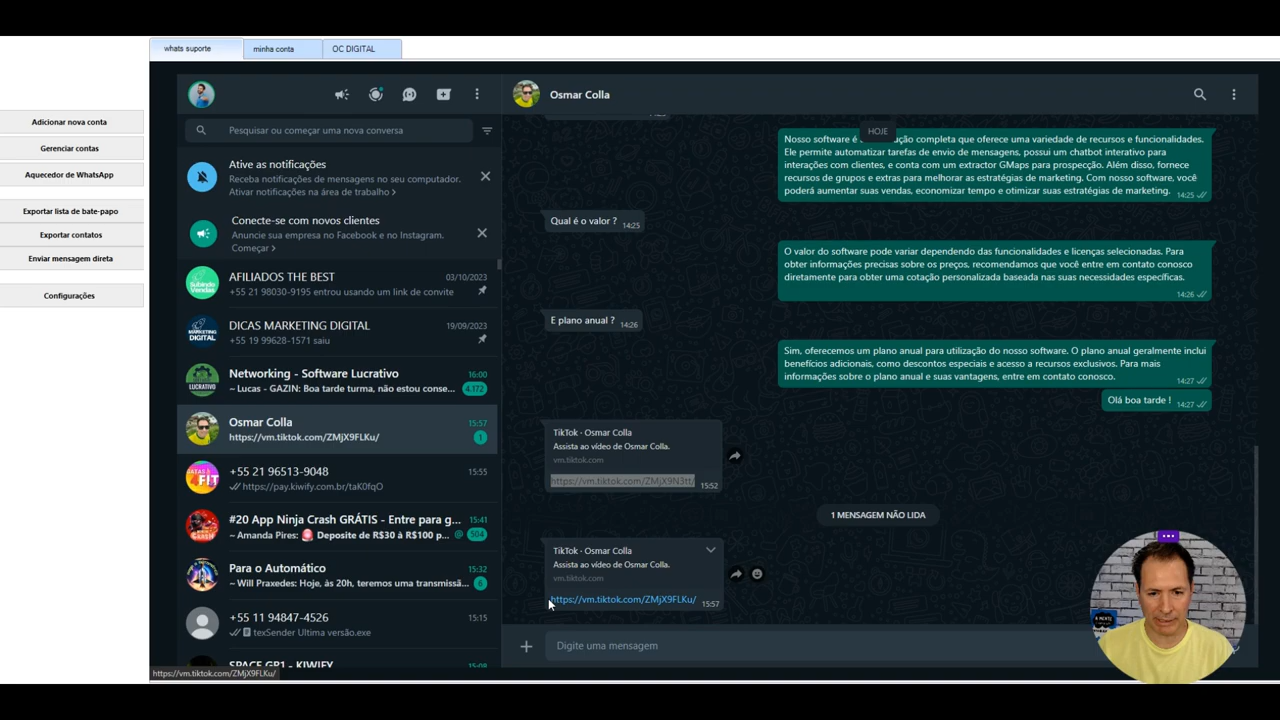 whats suporte
minha conta
OC DIGITAL
Adicionar nova conta
Gerenciar contas
Aquecedor de WhatsApp
Exportar lista de bate-papo
Exportar contatos
Enviar mensagem direta
Configurações
Pesquisar ou começar uma nova conversa
Ative as notificações
Receba notificações de mensagens no seu computador.
Ativar notificações na área de trabalho >
Conecte-se com novos clientes
Anuncie sua empresa no Facebook e no Instagram.
Começar >
AFILIADOS THE BEST
03/10/2023
+55 21 98030-9195 entrou usando um link de convite
DICAS MARKETING DIGITAL
19/09/2023
+55 19 99628-1571 saiu
Networking - Software Lucrativo
16:00
~ Lucas - GAZIN: Boa tarde turma, não estou conse...
4.172
Osmar Colla
15:57
https://vm.tiktok.com/ZMjX9FLKu/
1
+55 21 96513-9048
15:55
https://pay.kiwify.com.br/taK0fqO
#20 App Ninja Crash GRÁTIS - Entre para g...
15:41
~ Amanda Pires: 🚨 Deposite de R$30 à R$100 p...
@ 504
Para o Automático
15:32
~ Will Praxedes: Hoje, às 20h, teremos uma transmissã...
6
+55 11 94847-4526
15:15
texSender Ultima versão.exe
SPACE GR1 - KIWIFY
15:08
https://vm.tiktok.com/ZMjX9FLKu/
Osmar Colla
HOJE
Nosso software é ução completa que oferece uma variedade de recursos e funcionalidades.
Ele permite automatizar tarefas de envio de mensagens, possui um chatbot interativo para
interações com clientes, e conta com um extractor GMaps para prospecção. Além disso, fornece
recursos de grupos e extras para melhorar as estratégias de marketing. Com nosso software, você
poderá aumentar suas vendas, economizar tempo e otimizar suas estratégias de marketing.
14:25
Qual é o valor ?
14:25
O valor do software pode variar dependendo das funcionalidades e licenças selecionadas. Para
obter informações precisas sobre os preços, recomendamos que você entre em contato conosco
diretamente para obter uma cotação personalizada baseada nas suas necessidades específicas.
14:26
E plano anual ?
14:26
Sim, oferecemos um plano anual para utilização do nosso software. O plano anual geralmente inclui
benefícios adicionais, como descontos especiais e acesso a recursos exclusivos. Para mais
informações sobre o plano anual e suas vantagens, entre em contato conosco.
14:27
Olá boa tarde !
14:27
TikTok · Osmar Colla
Assista ao vídeo de Osmar Colla.
vm.tiktok.com
https://vm.tiktok.com/ZMjX9N3tt/
15:52
1 MENSAGEM NÃO LIDA
TikTok · Osmar Colla
Assista ao vídeo de Osmar Colla.
vm.tiktok.com
https://vm.tiktok.com/ZMjX9FLKu/
15:57
Digite uma mensagem